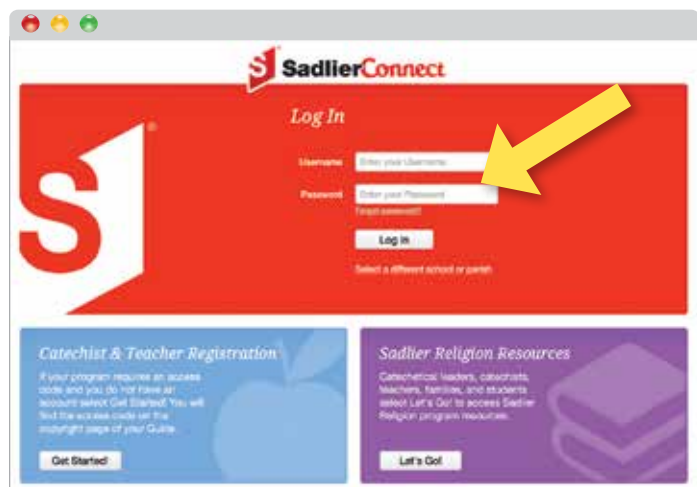 S SadlierConnect
Log In
Username Enter your Username
Password Enter your Password
Forgot password?
Log in
Select a different school or parish
S
Catechist & Teacher Registration
If your program requires an access
code and you do not have an
account select Get Started! You will
find the access code on the
copyright page of your Guide.
Get Started!
Sadlier Religion Resources
Catechetical leaders, catechists,
teachers, families, and students
select Let's Go! to access Sadlier
Religion program resources.
Let's Go!